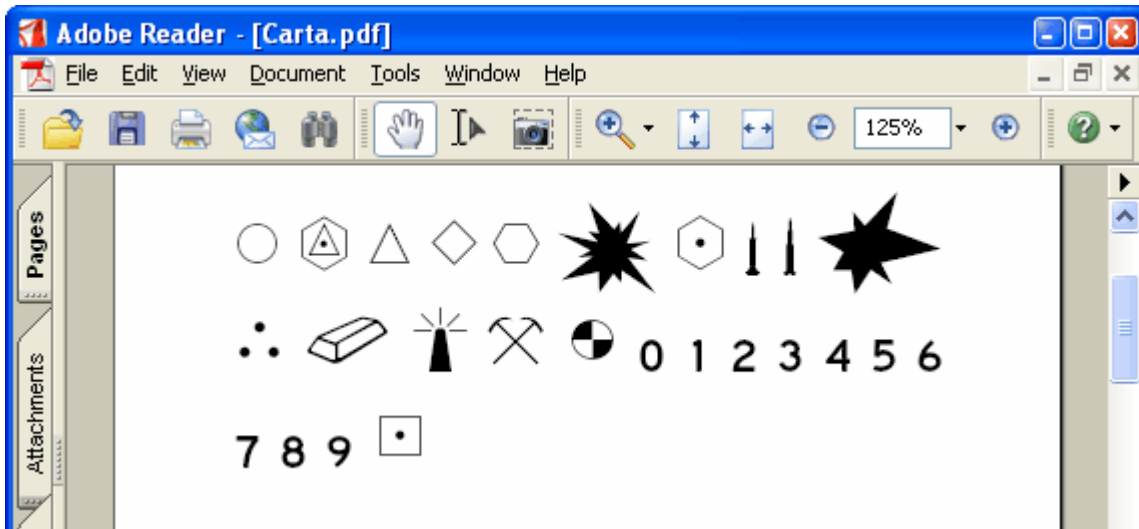 Adobe Reader - [Carta.pdf]
File Edit View Document Tools Window Help
125%
Pages
Attachments
0 1 2 3 4 5 6
7 8 9